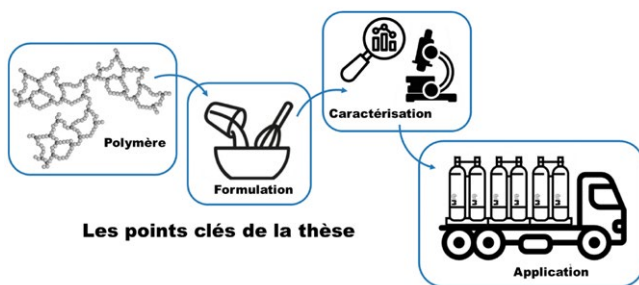 Polymère
Formulation
Caractérisation
Application
Les points clés de la thèse